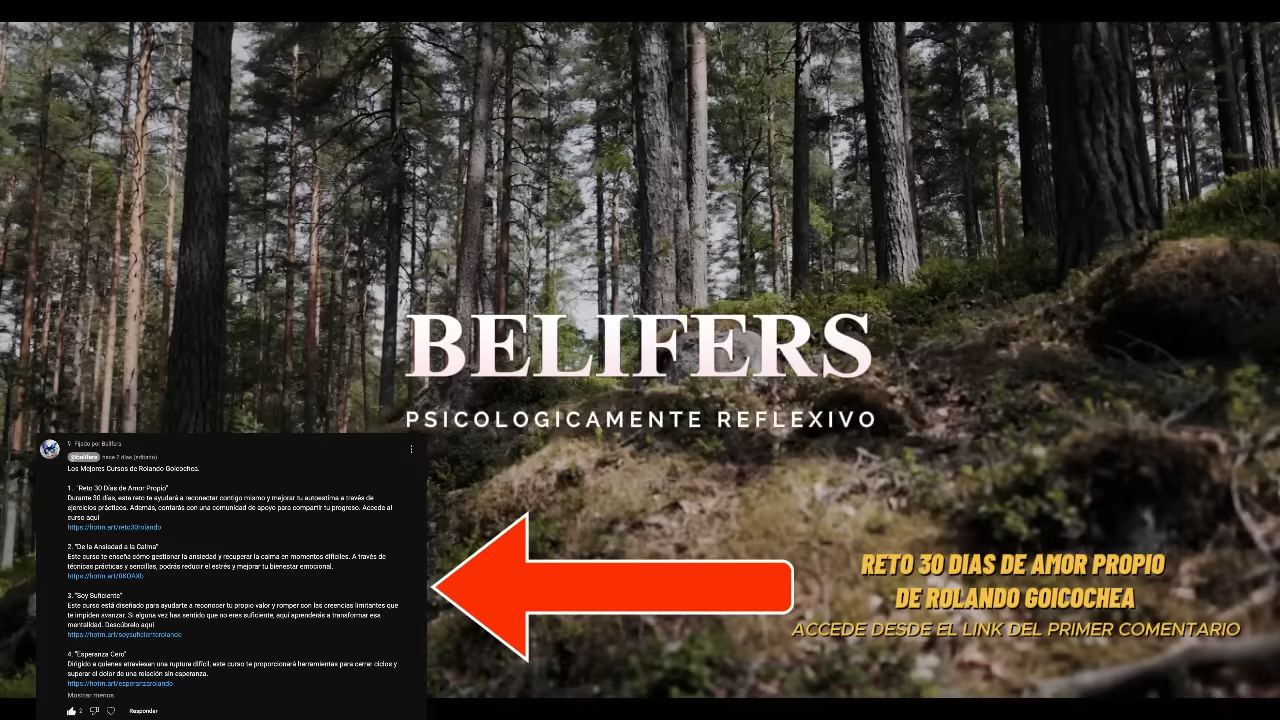 BELIFERS
PSICOLOGICAMENTE REFLEXIVO
Fijado por Belifers
@belifers hace 2 días (editado)
Los Mejores Cursos de Rolando Goicochea.
1. "Reto 30 Días de Amor Propio"
Durante 30 días, este reto te ayudará a reconectar contigo mismo y mejorar tu autoestima a través de
ejercicios prácticos. Además, contarás con una comunidad de apoyo para compartir tu progreso. Accede al
curso aquí
https://hotm.art/reto30rolando
2. "De la Ansiedad a la Calma"
Este curso te enseña cómo gestionar la ansiedad y recuperar la calma en momentos difíciles. A través de
técnicas prácticas y sencillas, podrás reducir el estrés y mejorar tu bienestar emocional.
3. "Soy Suficiente"
Este curso está diseñado para ayudarte a reconocer tu propio valor y romper con las creencias limitantes que
te impiden avanzar. Si alguna vez has sentido que no eres suficiente, aquí aprenderás a transformar esa
mentalidad. Descúbrelo aquí
https://hotm.art/soysuficienterolando
4. "Esperanza Cero"
Dirigido a quienes atraviesan una ruptura difícil, este curso te proporcionará herramientas para cerrar ciclos y
superar el dolor de una relación sin esperanza.
https://hotm.art/esperanzarolando
Mostrar menos
2
Responder
RETO 30 DIAS DE AMOR PROPIO
DE ROLANDO GOICOCHEA
ACCEDE DESDE EL LINK DEL PRIMER COMENTARIO